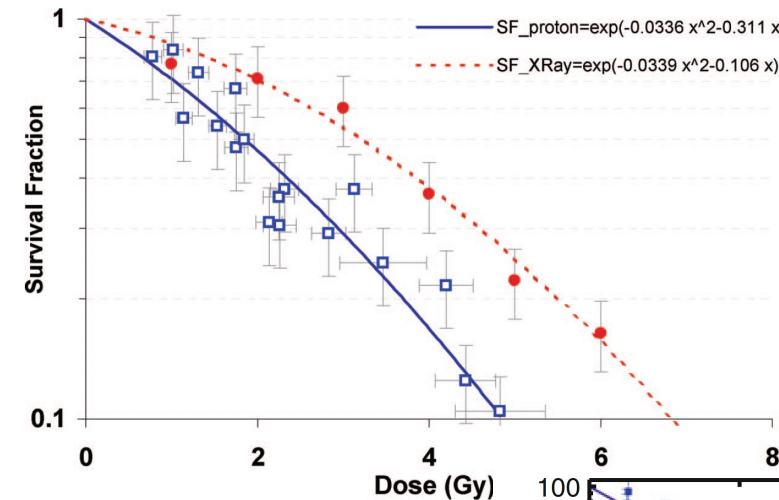 1
SF_proton=exp(-0.0336 x^2-0.311 x
SF_XRay=exp(-0.0339 x^2-0.106 x)
Survival Fraction
0.1
0 2 4 6 8
Dose (Gy)
100